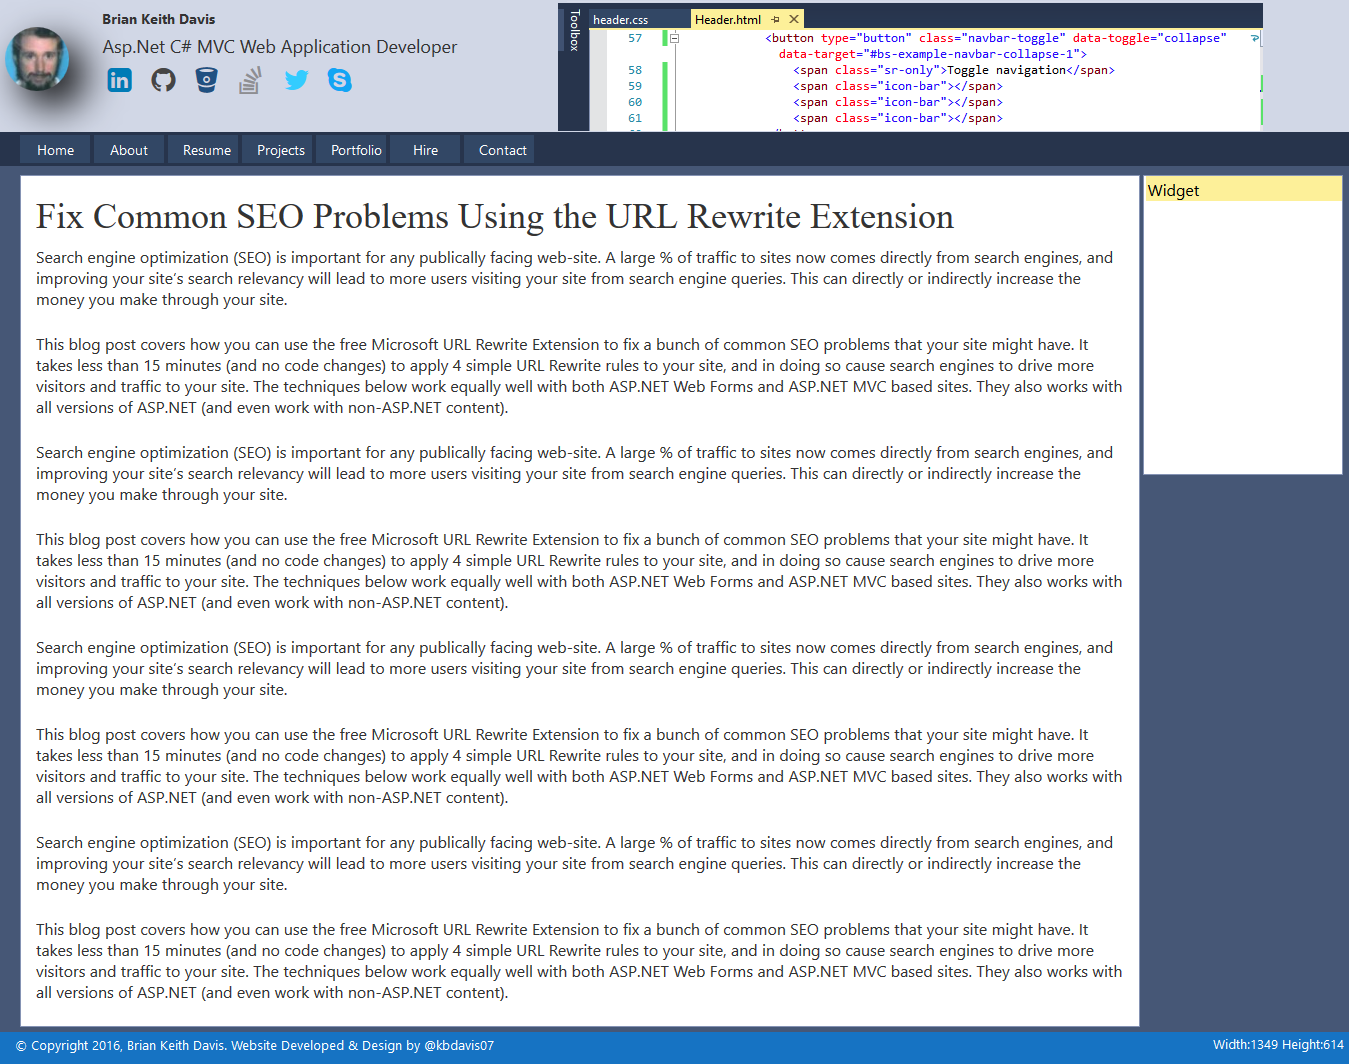 Brian Keith Davis
Asp.Net C# MVC Web Application Developer
Toolbox
header.css
Header.html
57 <button type="button" class="navbar-toggle" data-toggle="collapse"
data-target="#bs-example-navbar-collapse-1">
58 <span class="sr-only">Toggle navigation</span>
59 <span class="icon-bar"></span>
60 <span class="icon-bar"></span>
61 <span class="icon-bar"></span>
Home About Resume Projects Portfolio Hire Contact
Fix Common SEO Problems Using the URL Rewrite Extension
Search engine optimization (SEO) is important for any publically facing web-site. A large % of traffic to sites now comes directly from search engines, and
improving your site's search relevancy will lead to more users visiting your site from search engine queries. This can directly or indirectly increase the
money you make through your site.
This blog post covers how you can use the free Microsoft URL Rewrite Extension to fix a bunch of common SEO problems that your site might have. It
takes less than 15 minutes (and no code changes) to apply 4 simple URL Rewrite rules to your site, and in doing so cause search engines to drive more
visitors and traffic to your site. The techniques below work equally well with both ASP.NET Web Forms and ASP.NET MVC based sites. They also works with
all versions of ASP.NET (and even work with non-ASP.NET content).
Search engine optimization (SEO) is important for any publically facing web-site. A large % of traffic to sites now comes directly from search engines, and
improving your site's search relevancy will lead to more users visiting your site from search engine queries. This can directly or indirectly increase the
money you make through your site.
This blog post covers how you can use the free Microsoft URL Rewrite Extension to fix a bunch of common SEO problems that your site might have. It
takes less than 15 minutes (and no code changes) to apply 4 simple URL Rewrite rules to your site, and in doing so cause search engines to drive more
visitors and traffic to your site. The techniques below work equally well with both ASP.NET Web Forms and ASP.NET MVC based sites. They also works with
all versions of ASP.NET (and even work with non-ASP.NET content).
Search engine optimization (SEO) is important for any publically facing web-site. A large % of traffic to sites now comes directly from search engines, and
improving your site's search relevancy will lead to more users visiting your site from search engine queries. This can directly or indirectly increase the
money you make through your site.
This blog post covers how you can use the free Microsoft URL Rewrite Extension to fix a bunch of common SEO problems that your site might have. It
takes less than 15 minutes (and no code changes) to apply 4 simple URL Rewrite rules to your site, and in doing so cause search engines to drive more
visitors and traffic to your site. The techniques below work equally well with both ASP.NET Web Forms and ASP.NET MVC based sites. They also works with
all versions of ASP.NET (and even work with non-ASP.NET content).
Search engine optimization (SEO) is important for any publically facing web-site. A large % of traffic to sites now comes directly from search engines, and
improving your site's search relevancy will lead to more users visiting your site from search engine queries. This can directly or indirectly increase the
money you make through your site.
This blog post covers how you can use the free Microsoft URL Rewrite Extension to fix a bunch of common SEO problems that your site might have. It
takes less than 15 minutes (and no code changes) to apply 4 simple URL Rewrite rules to your site, and in doing so cause search engines to drive more
visitors and traffic to your site. The techniques below work equally well with both ASP.NET Web Forms and ASP.NET MVC based sites. They also works with
all versions of ASP.NET (and even work with non-ASP.NET content).
Widget
© Copyright 2016, Brian Keith Davis. Website Developed & Design by @kbdavis07
Width:1349 Height:614